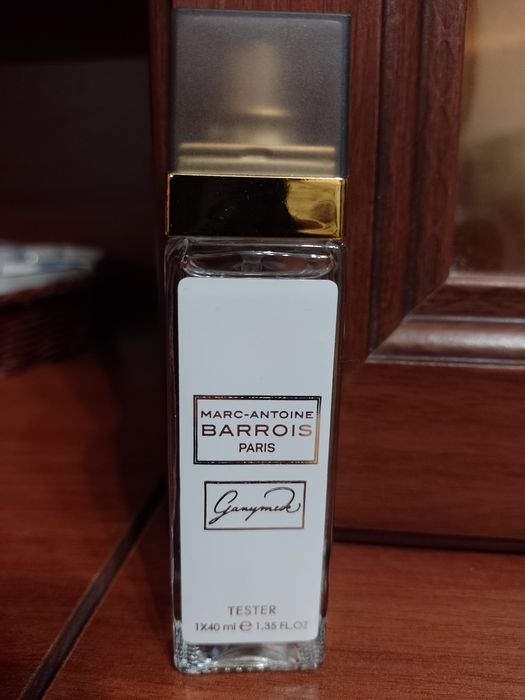 MARC-ANTOINE
BARROIS
PARIS
Ganymede
TESTER
1X40 ml ℮ 1,35 FL.OZ